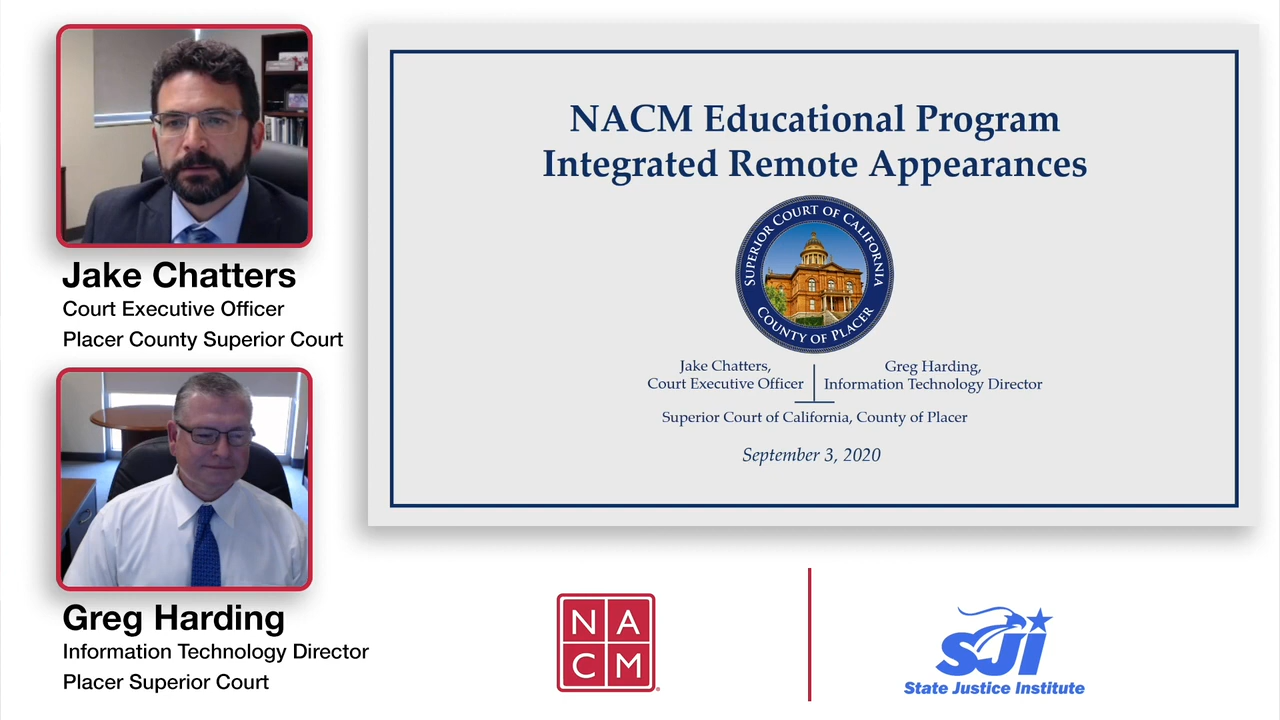 Jake Chatters
Court Executive Officer
Placer County Superior Court
Greg Harding
Information Technology Director
Placer Superior Court
NACM Educational Program
Integrated Remote Appearances
SUPERIOR COURT OF CALIFORNIA
COUNTY OF PLACER
Jake Chatters,
Court Executive Officer
Greg Harding,
Information Technology Director
Superior Court of California, County of Placer
September 3, 2020
N A
C M
SJI
State Justice Institute